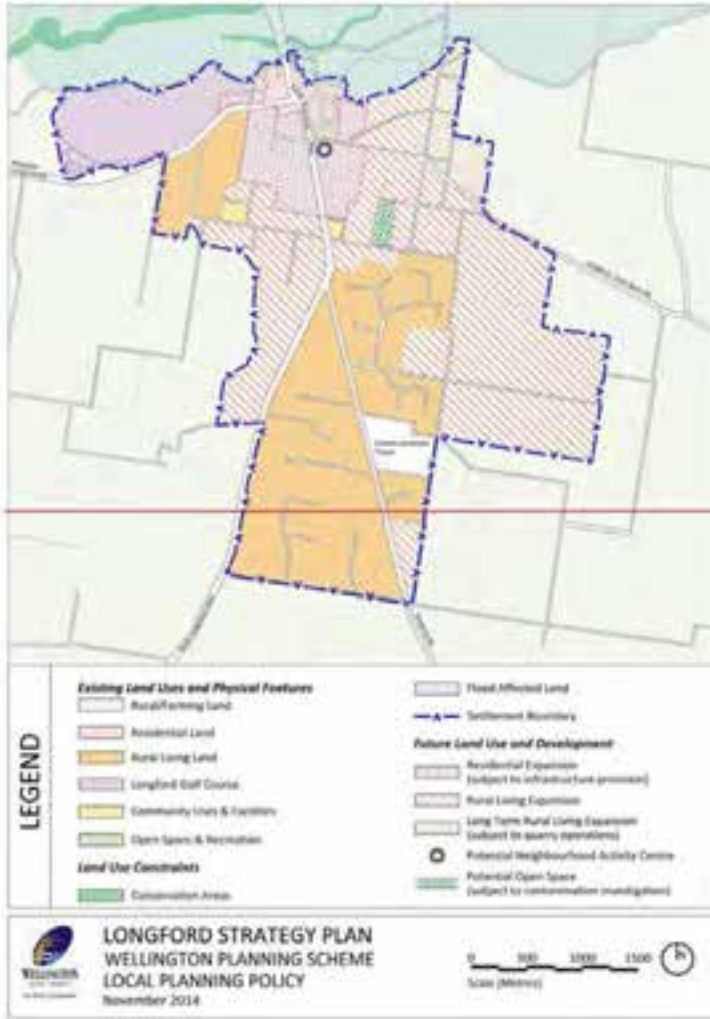 LEGEND
Existing Land Uses and Physical Features
Rural/Farming Land
Residential Land
Rural Living Land
Longford Golf Course
Community Uses & Facilities
Open Space & Recreation
Land Use Constraints
Conservation Areas
Flood Affected Land
Settlement Boundary
Future Land Use and Development
Residential Expansion
(subject to infrastructure provision)
Rural Living Expansion
Long Term Rural Living Expansion
(subject to quarry operations)
Potential Neighbourhood Activity Centre
Potential Open Space
(subject to contamination investigation)
WELLINGTON
LONGFORD STRATEGY PLAN
WELLINGTON PLANNING SCHEME
LOCAL PLANNING POLICY
November 2014
0 500 1000 1500
Scale (Metres)